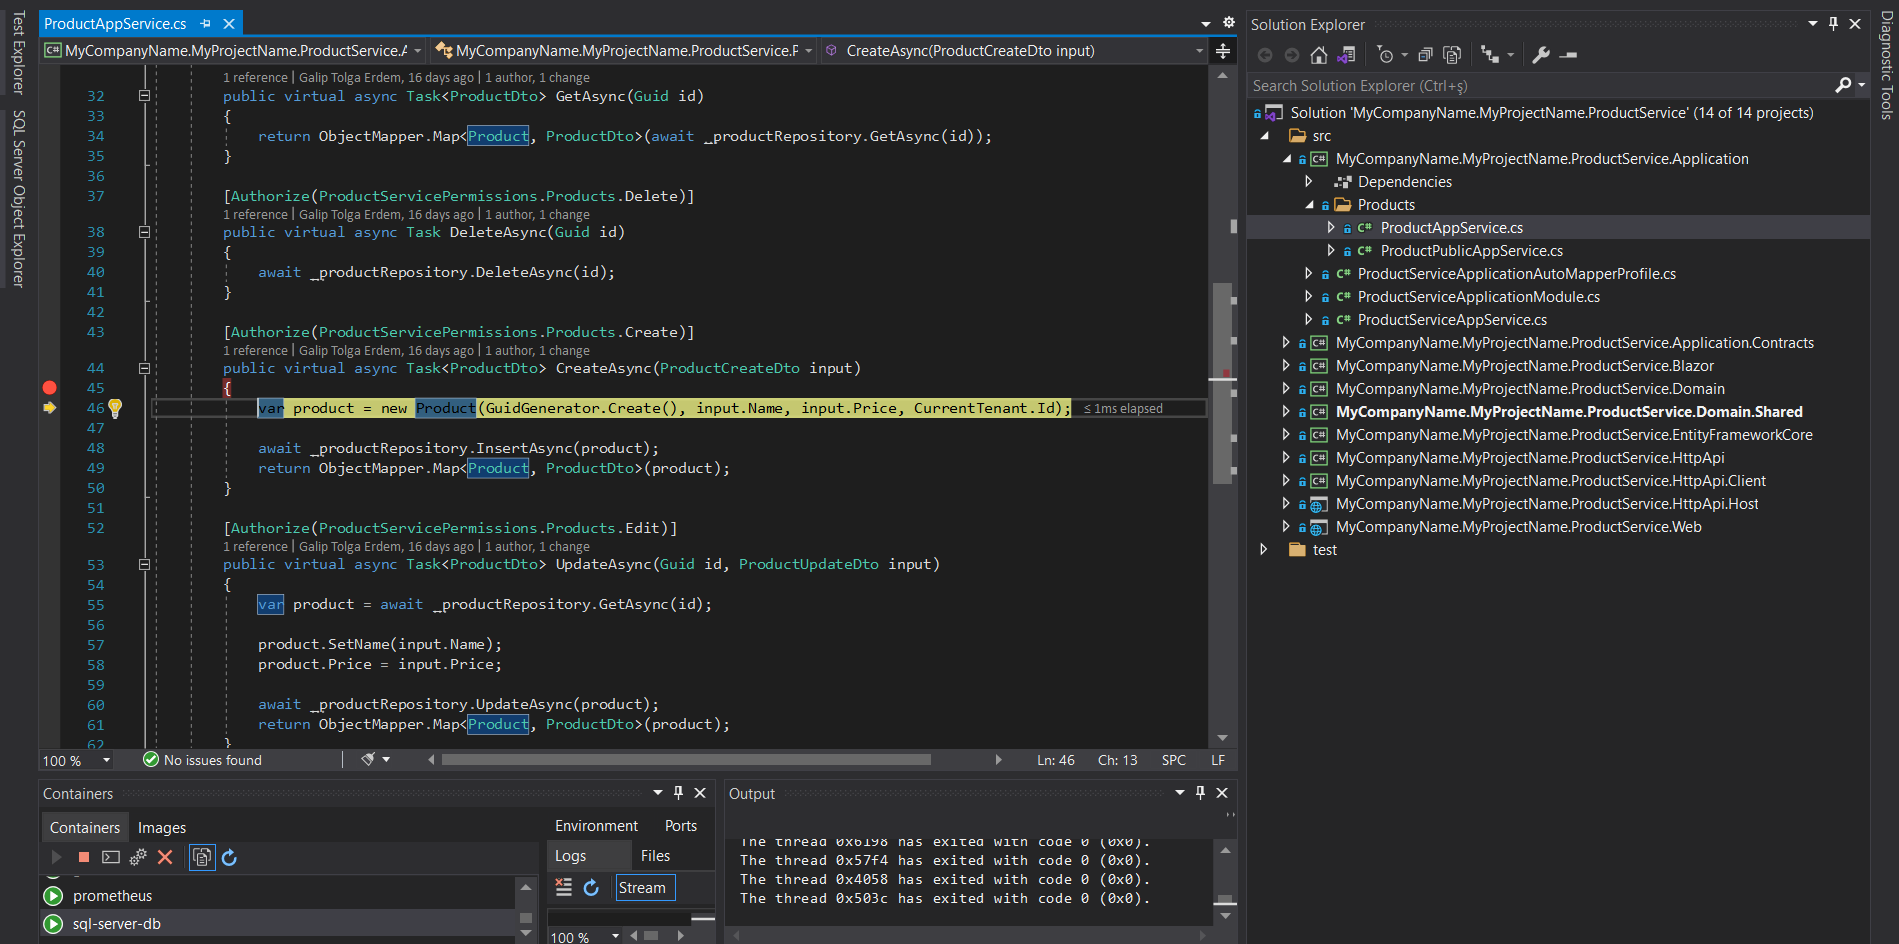 Test Explorer
SQL Server Object Explorer
ProductAppService.cs
MyCompanyName.MyProjectName.ProductService.A
MyCompanyName.MyProjectName.ProductService.P
CreateAsync(ProductCreateDto input)
1 reference | Galip Tolga Erdem, 16 days ago | 1 author, 1 change
32 public virtual async Task<ProductDto> GetAsync(Guid id)
33 {
34 return ObjectMapper.Map<Product, ProductDto>(await _productRepository.GetAsync(id));
35 }
36
37 [Authorize(ProductServicePermissions.Products.Delete)]
1 reference | Galip Tolga Erdem, 16 days ago | 1 author, 1 change
38 public virtual async Task DeleteAsync(Guid id)
39 {
40 await _productRepository.DeleteAsync(id);
41 }
42
43 [Authorize(ProductServicePermissions.Products.Create)]
1 reference | Galip Tolga Erdem, 16 days ago | 1 author, 1 change
44 public virtual async Task<ProductDto> CreateAsync(ProductCreateDto input)
45 {
46 var product = new Product(GuidGenerator.Create(), input.Name, input.Price, CurrentTenant.Id); ≤ 1ms elapsed
47
48 await _productRepository.InsertAsync(product);
49 return ObjectMapper.Map<Product, ProductDto>(product);
50 }
51
52 [Authorize(ProductServicePermissions.Products.Edit)]
1 reference | Galip Tolga Erdem, 16 days ago | 1 author, 1 change
53 public virtual async Task<ProductDto> UpdateAsync(Guid id, ProductUpdateDto input)
54 {
55 var product = await _productRepository.GetAsync(id);
56
57 product.SetName(input.Name);
58 product.Price = input.Price;
59
60 await _productRepository.UpdateAsync(product);
61 return ObjectMapper.Map<Product, ProductDto>(product);
62 }
100 % No issues found Ln: 46 Ch: 13 SPC LF
Containers
Containers Images
prometheus
sql-server-db
Environment Ports
Logs Files
Stream
100 %
Output
The thread 0x6198 has exited with code 0 (0x0).
The thread 0x57f4 has exited with code 0 (0x0).
The thread 0x4058 has exited with code 0 (0x0).
The thread 0x503c has exited with code 0 (0x0).
Solution Explorer
Search Solution Explorer (Ctrl+ş)
Solution 'MyCompanyName.MyProjectName.ProductService' (14 of 14 projects)
src
C# MyCompanyName.MyProjectName.ProductService.Application
Dependencies
Products
C# ProductAppService.cs
C# ProductPublicAppService.cs
C# ProductServiceApplicationAutoMapperProfile.cs
C# ProductServiceApplicationModule.cs
C# ProductServiceAppService.cs
C# MyCompanyName.MyProjectName.ProductService.Application.Contracts
C# MyCompanyName.MyProjectName.ProductService.Blazor
C# MyCompanyName.MyProjectName.ProductService.Domain
C# MyCompanyName.MyProjectName.ProductService.Domain.Shared
C# MyCompanyName.MyProjectName.ProductService.EntityFrameworkCore
C# MyCompanyName.MyProjectName.ProductService.HttpApi
C# MyCompanyName.MyProjectName.ProductService.HttpApi.Client
MyCompanyName.MyProjectName.ProductService.HttpApi.Host
MyCompanyName.MyProjectName.ProductService.Web
test
Diagnostic Tools